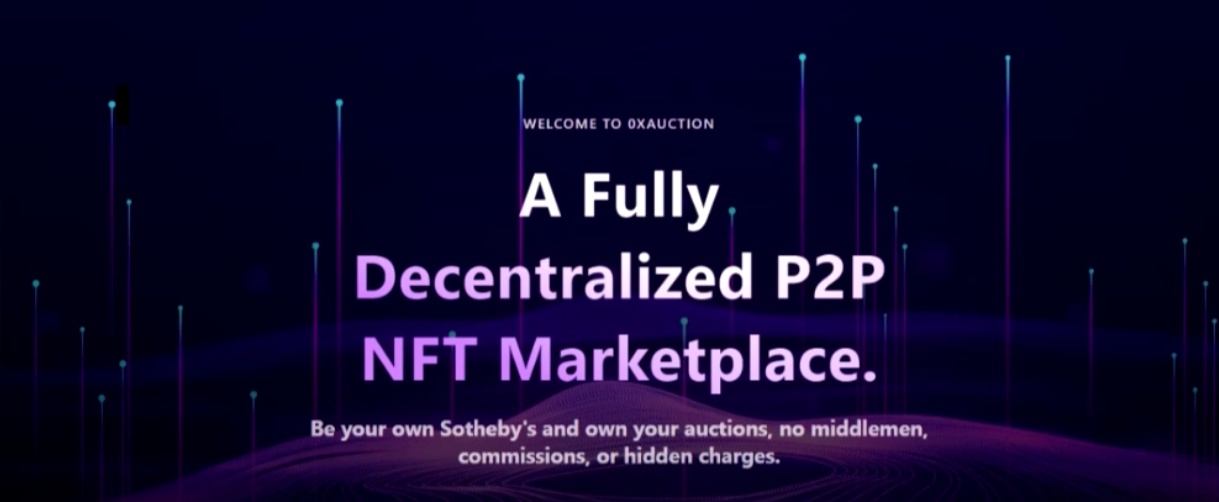 WELCOME TO 0XAUCTION
A Fully
Decentralized P2P
NFT Marketplace.
Be your own Sotheby's and own your auctions, no middlemen,
commissions, or hidden charges.